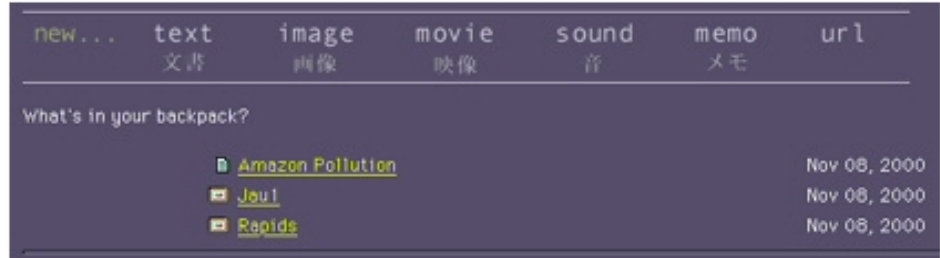 new... text image movie sound memo url
文書 画像 映像 音 メモ
What's in your backpack?
Amazon Pollution Nov 08, 2000
Jau1 Nov 08, 2000
Rapids Nov 08, 2000